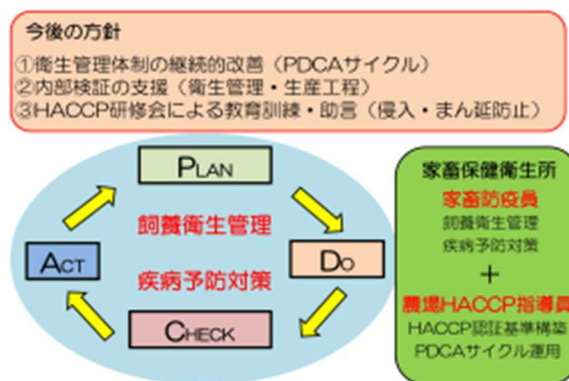 今後の方針
①衛生管理体制の継続的改善（PDCAサイクル）
②内部検証の支援（衛生管理・生産工程）
③HACCP研修会による教育訓練・助言（侵入・まん延防止）
PLAN
飼養衛生管理
ACT
DO
疾病予防対策
CHECK
家畜保健衛生所
家畜防疫員
飼養衛生管理
疾病予防対策
＋
農場HACCP指導員
HACCP認証基準構築
PDCAサイクル運用